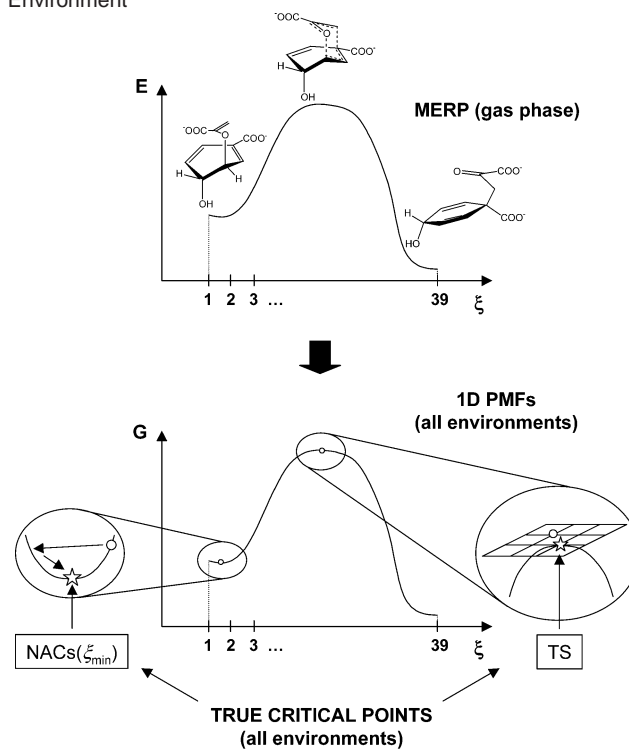 Environment
⁻OOC
O
COO⁻
H
OH
E
MERP (gas phase)
⁻OOC
O
COO⁻
H
H
OH
O
COO⁻
H
COO⁻
HO
1 2 3 ... 39 ξ
1D PMFs
(all environments)
G
NACs(ξmin)
TS
1 2 3 ... 39 ξ
TRUE CRITICAL POINTS
(all environments)